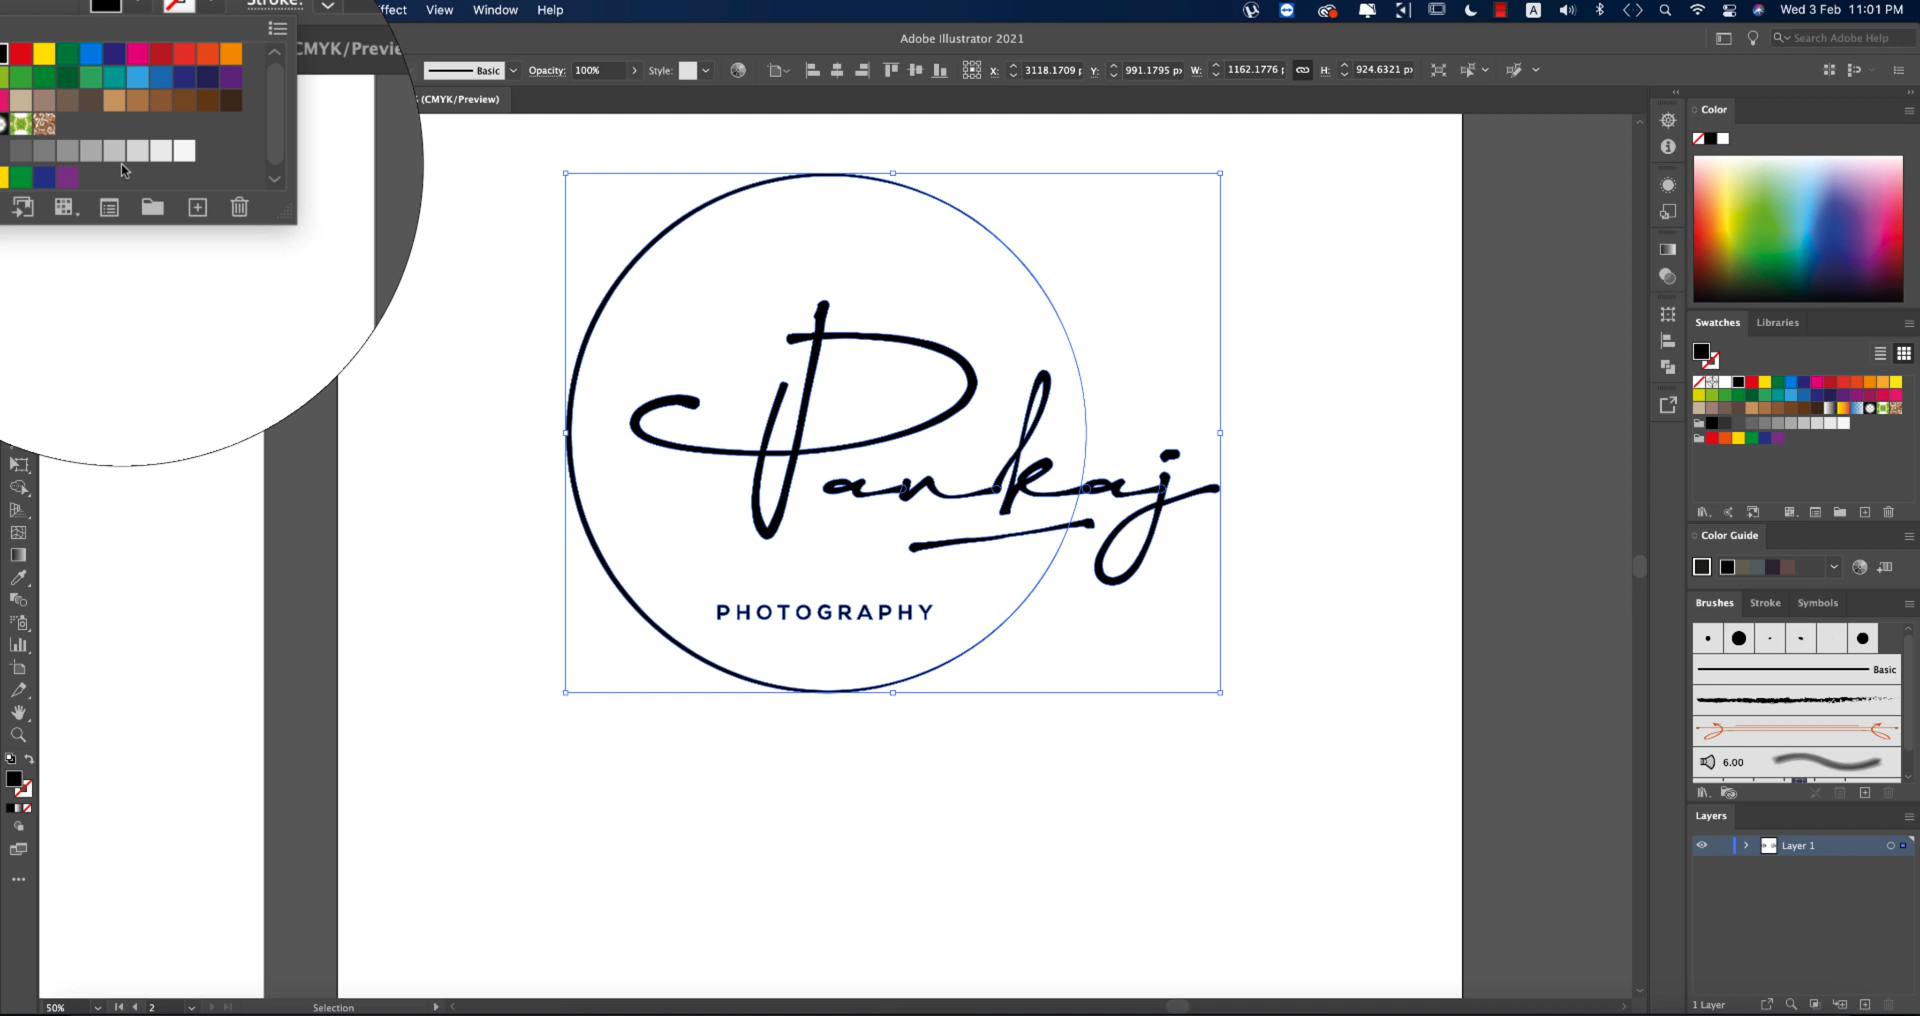 Stroke:
ffect View Window Help
A
Wed 3 Feb 11:01 PM
Adobe Illustrator 2021
Search Adobe Help
CMYK/Previe
Basic
Opacity: 100%
Style:
X: 3118.1709 p
Y: 991.1795 px
W: 1162.1776 p
H: 924.6321 px
(CMYK/Preview)
Color
Swatches Libraries
Color Guide
Brushes Stroke Symbols
Basic
6.00
Layers
Layer 1
1 Layer
Pankaj
PHOTOGRAPHY
50%
2
Selection